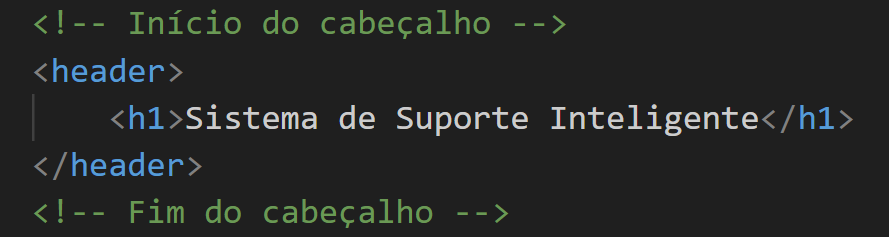 <!-- Início do cabeçalho -->
<header>
<h1>Sistema de Suporte Inteligente</h1>
</header>
<!-- Fim do cabeçalho -->